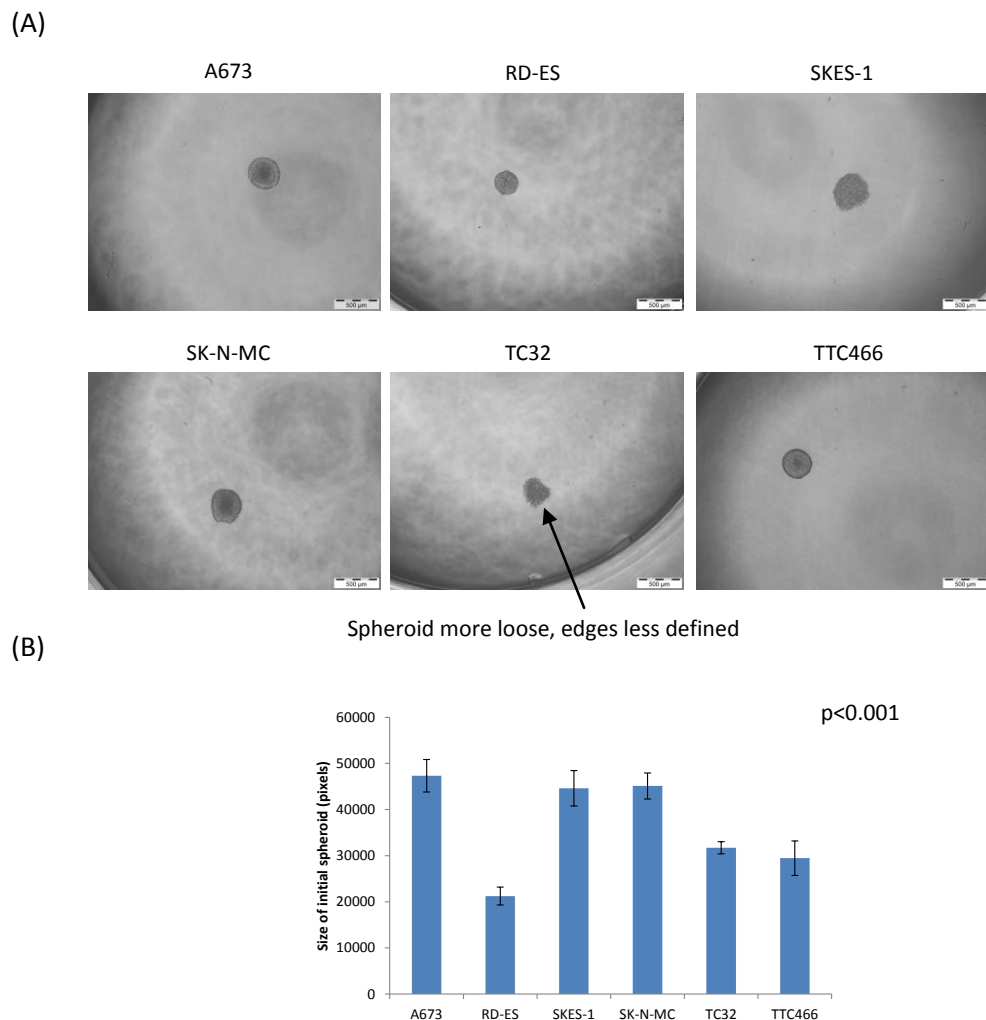 (A)
A673 RD-ES SKES-1
500 µm 500 µm 500 µm
SK-N-MC TC32 TTC466
500 µm 500 µm 500 µm
Spheroid more loose, edges less defined
(B)
p<0.001
Size of initial spheroid (pixels)
60000
50000
40000
30000
20000
10000
0
A673 RD-ES SKES-1 SK-N-MC TC32 TTC466